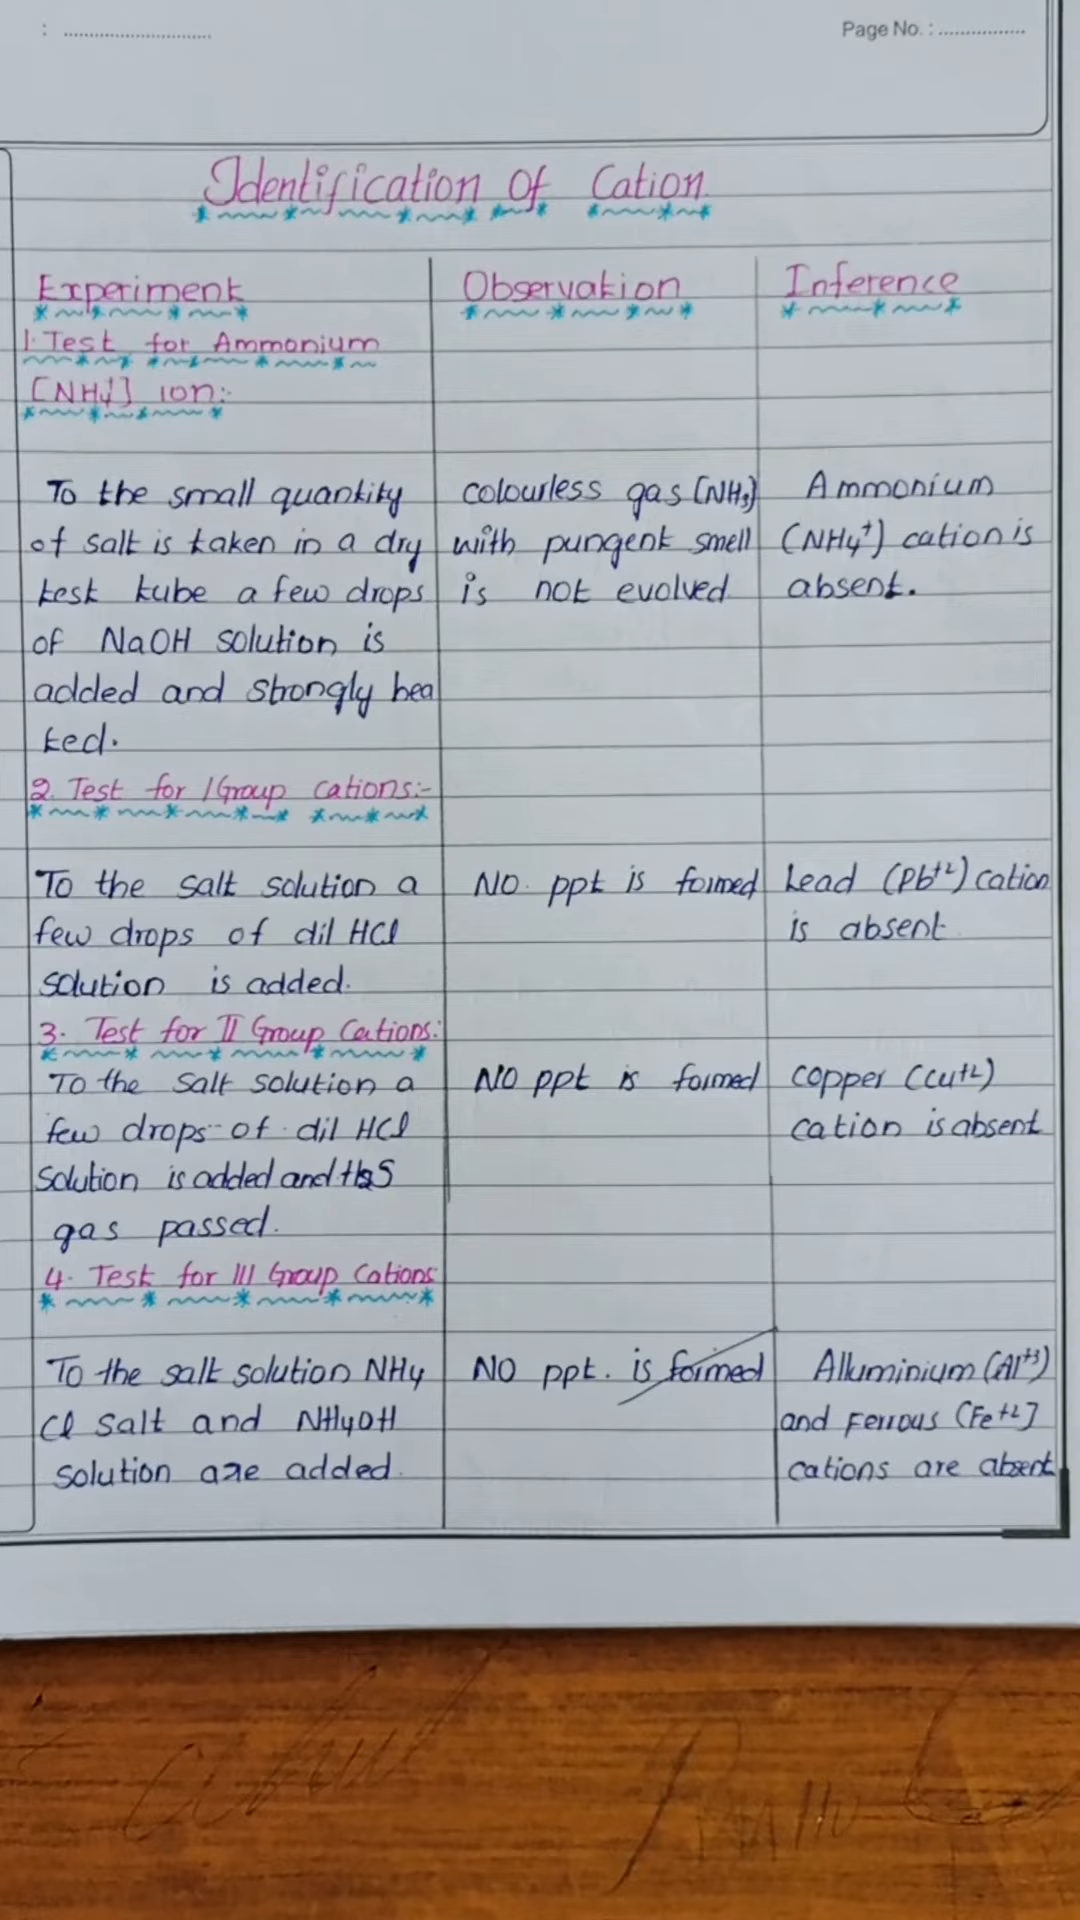 : ...............................
Page No. : ..................
Identification Of Cation
Experiment
Observation
Inference
1. Test for Ammonium
[NH4+] ion:-
To the small quantity
of salt is taken in a dry
test tube a few drops
of NaOH solution is
added and strongly hea
ted.
colourless gas [NH3]
with pungent smell
is not evolved
Ammonium
(NH4+) cation is
absent.
2. Test for I Group cations:-
To the salt solution a
few drops of dil HCl
solution is added.
NO ppt is formed
Lead (Pb+2) cation
is absent
3. Test for II Group Cations:
To the salt solution a
few drops of dil HCl
solution is added and H2S
gas passed.
NO ppt is formed
copper (cu+2)
cation is absent
4. Test for III Group Cations
To the salt solution NH4
Cl salt and NH4OH
solution are added.
NO ppt. is formed
Alluminium (Al+3)
and Ferrous (Fe+2]
cations are absent